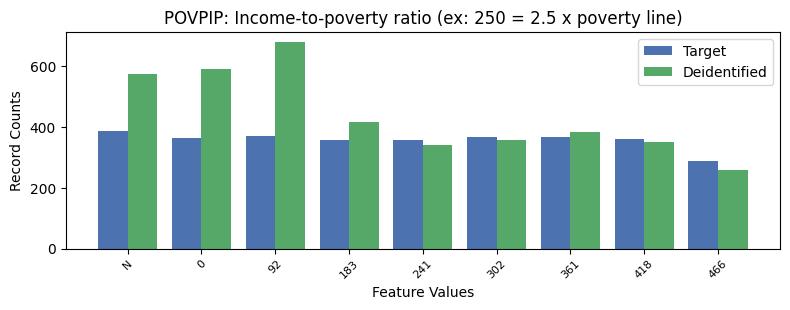 POVPIP: Income-to-poverty ratio (ex: 250 = 2.5 x poverty line)
Target
Deidentified
Record Counts
600
400
200
0
N 0 92 183 241 302 361 418 466
Feature Values